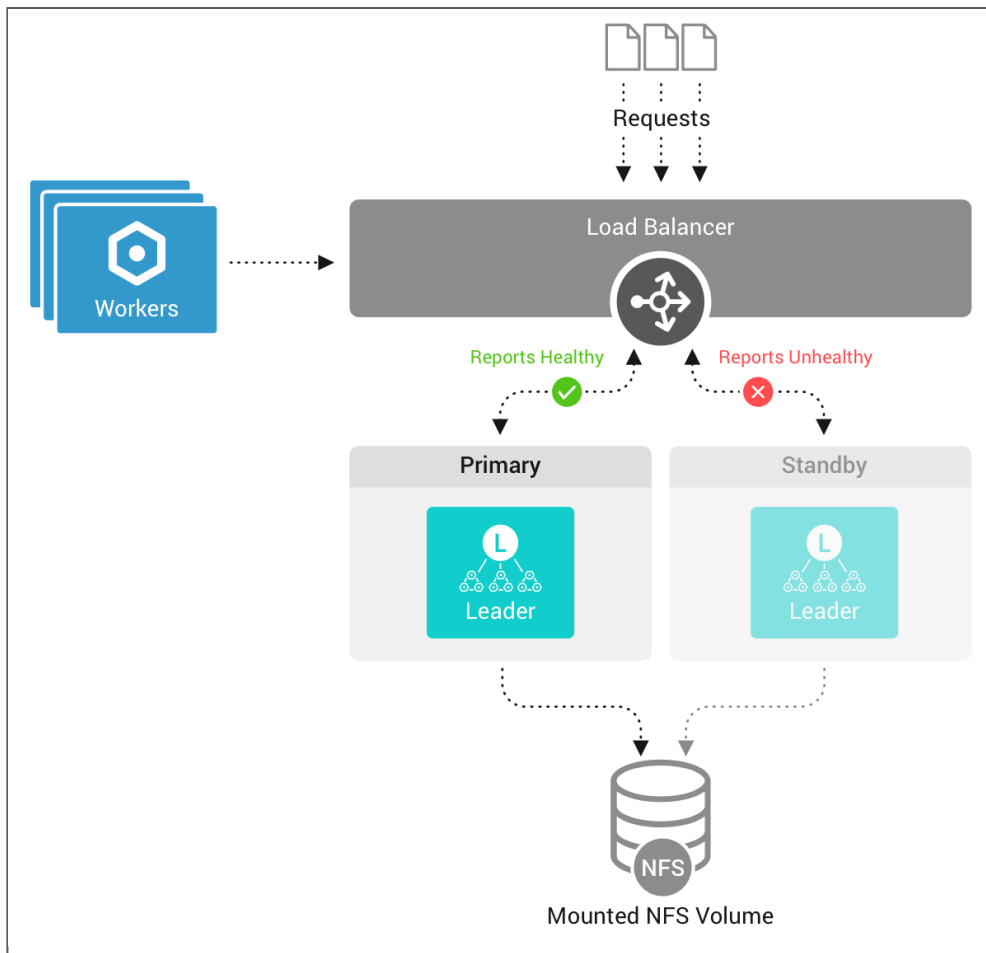 Requests
Load Balancer
Workers
Reports Healthy
Reports Unhealthy
Primary
Standby
L
Leader
L
Leader
NFS
Mounted NFS Volume